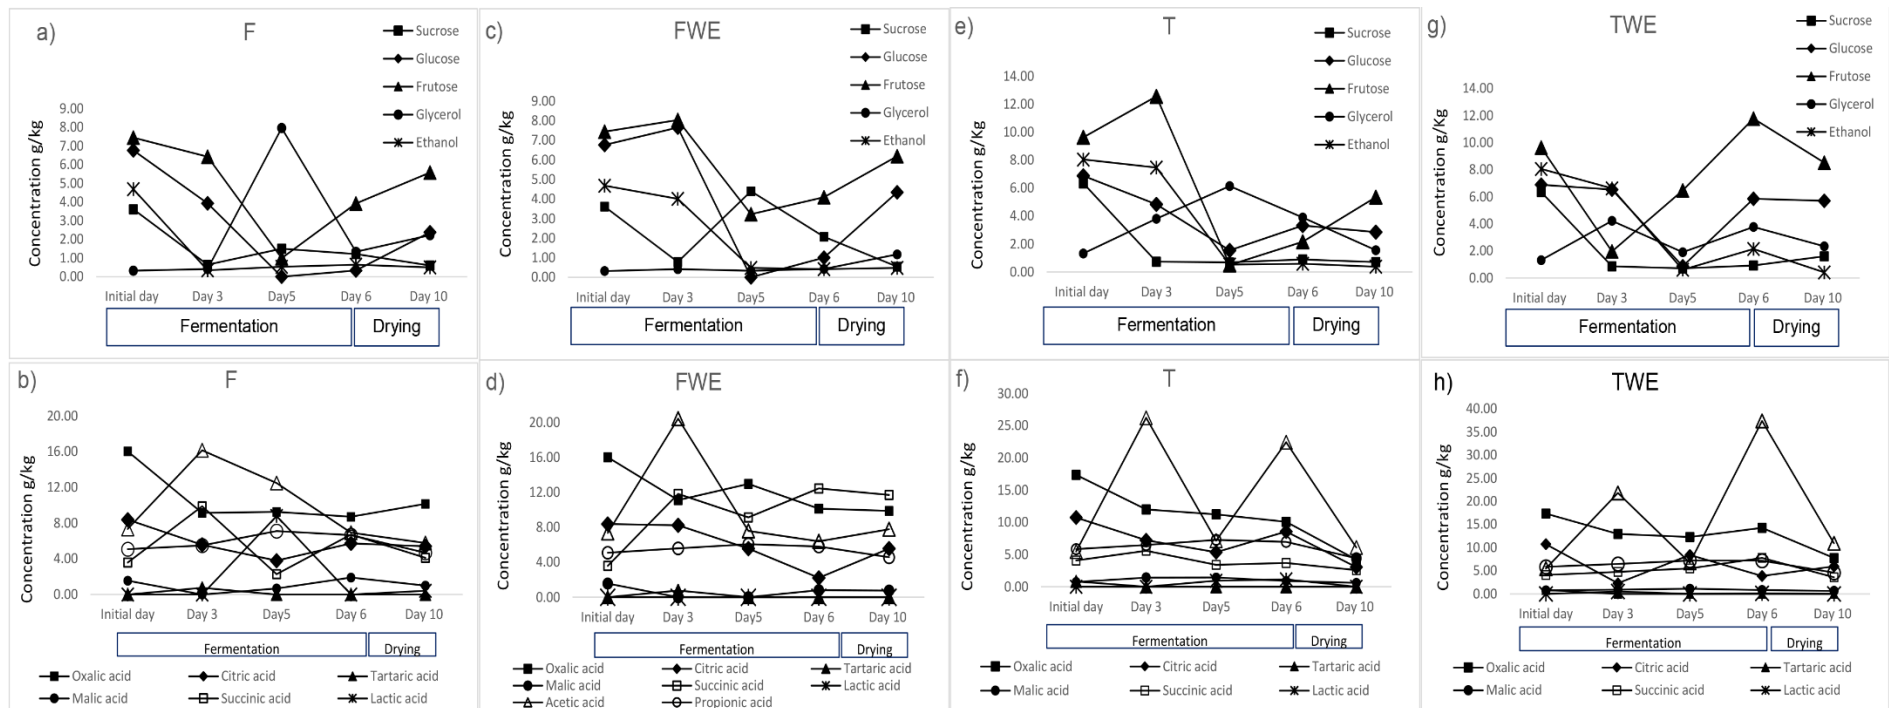 a)
F
Sucrose
Glucose
Frutose
Glycerol
Ethanol
Concentration g/kg
9.00
8.00
7.00
6.00
5.00
4.00
3.00
2.00
1.00
0.00
Initial day Day 3 Day5 Day 6 Day 10
Fermentation Drying
c)
FWE
Sucrose
Glucose
Frutose
Glycerol
Ethanol
Concentration g/kg
9.00
8.00
7.00
6.00
5.00
4.00
3.00
2.00
1.00
0.00
Initial day Day 3 Day5 Day 6 Day 10
Fermentation Drying
e)
T
Sucrose
Glucose
Frutose
Glycerol
Ethanol
Concentration g/Kg
14.00
12.00
10.00
8.00
6.00
4.00
2.00
0.00
Initial day Day 3 Day5 Day 6 Day 10
Fermentation Drying
g)
TWE
Sucrose
Glucose
Frutose
Glycerol
Ethanol
Concentration g/Kg
14.00
12.00
10.00
8.00
6.00
4.00
2.00
0.00
Initial day Day 3 Day5 Day 6 Day 10
Fermentation Drying
b)
F
Concentration g/kg
20.00
16.00
12.00
8.00
4.00
0.00
Initial day Day 3 Day5 Day 6 Day 10
Fermentation Drying
Oxalic acid Citric acid Tartaric acid
Malic acid Succinic acid Lactic acid
d)
FWE
Concentration g/kg
20.00
16.00
12.00
8.00
4.00
0.00
Initial day Day 3 Day5 Day 6 Day 10
Fermentation Drying
Oxalic acid Citric acid Tartaric acid
Malic acid Succinic acid Lactic acid
Acetic acid Propionic acid
f)
T
Concentration g/kg
30.00
25.00
20.00
15.00
10.00
5.00
0.00
Initial day Day 3 Day5 Day 6 Day 10
Fermentation Drying
Oxalic acid Citric acid Tartaric acid
Malic acid Succinic acid Lactic acid
h)
TWE
Concentration g/kg
40.00
35.00
30.00
25.00
20.00
15.00
10.00
5.00
0.00
Initial day Day 3 Day5 Day 6 Day 10
Fermentation Drying
Oxalic acid Citric acid Tartaric acid
Malic acid Succinic acid Lactic acid